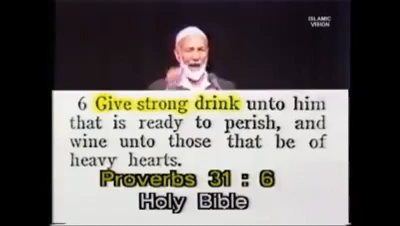 ISLAMIC
VISION
6 Give strong drink unto him
that is ready to perish, and
wine unto those that be of
heavy hearts.
Proverbs 31 : 6
Holy Bible